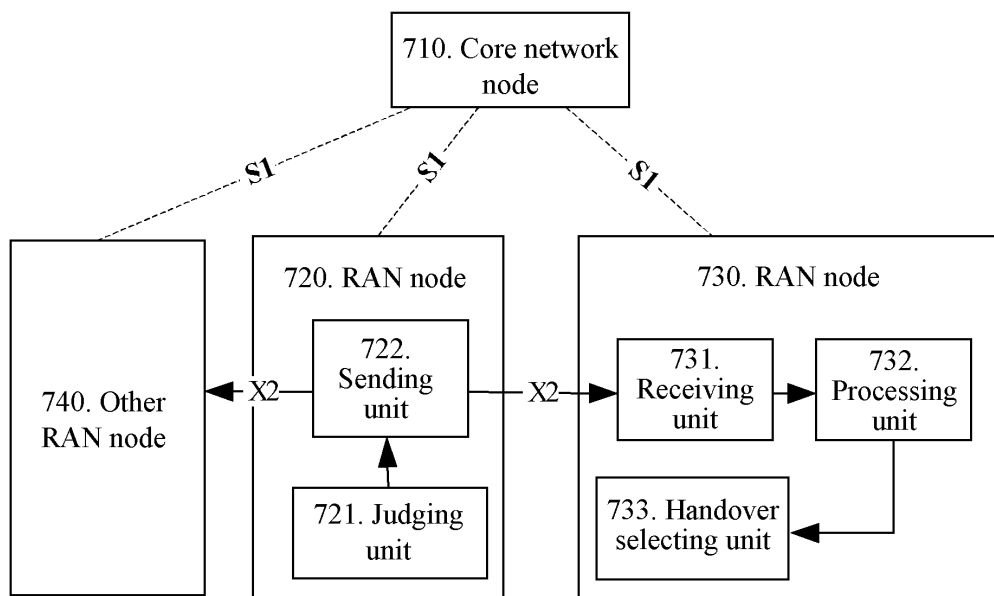 710. Core network
node
S1
S1
S1
740. Other
RAN node
720. RAN node
722.
Sending
unit
721. Judging
unit
X2
X2
730. RAN node
731.
Receiving
unit
732.
Processing
unit
733. Handover
selecting unit